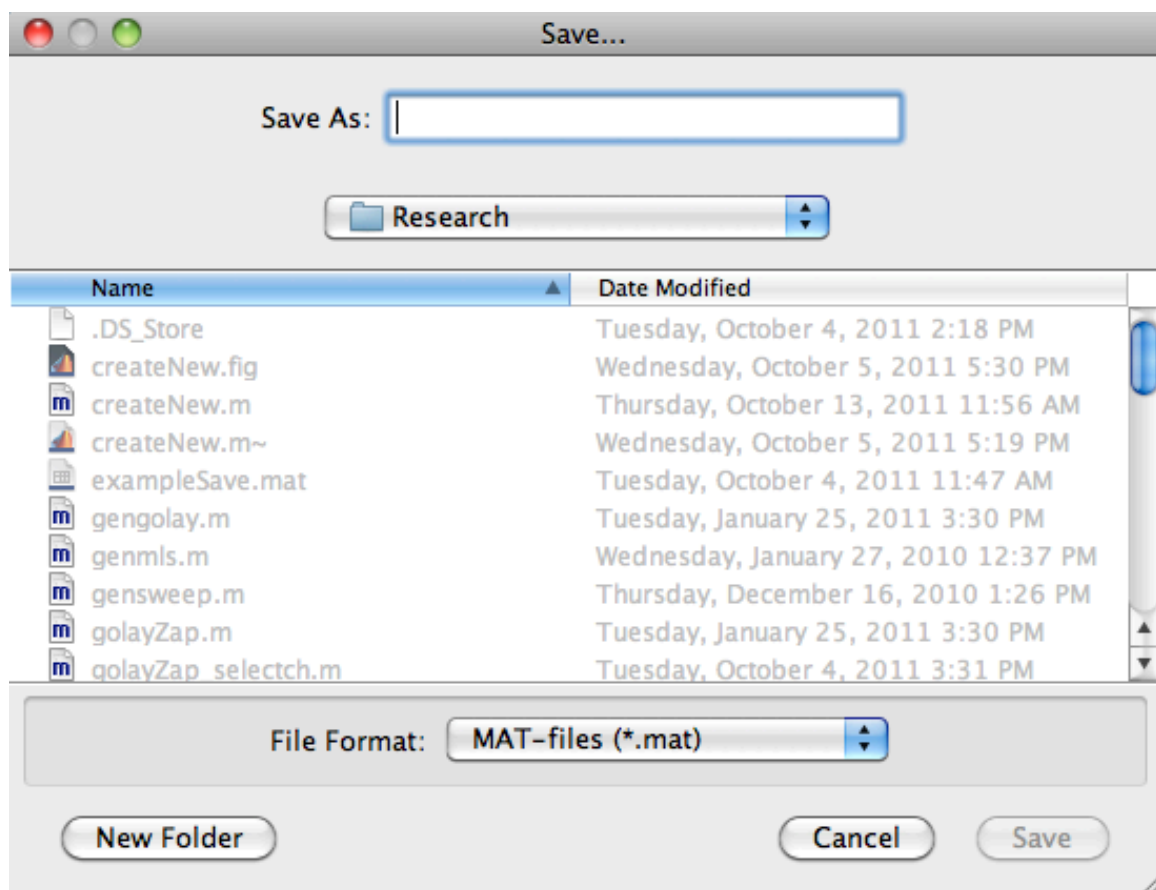 Save...
Save As:
Research
Name Date Modified
.DS_Store Tuesday, October 4, 2011 2:18 PM
createNew.fig Wednesday, October 5, 2011 5:30 PM
m createNew.m Thursday, October 13, 2011 11:56 AM
createNew.m~ Wednesday, October 5, 2011 5:19 PM
exampleSave.mat Tuesday, October 4, 2011 11:47 AM
m gengolay.m Tuesday, January 25, 2011 3:30 PM
m genmls.m Wednesday, January 27, 2010 12:37 PM
m gensweep.m Thursday, December 16, 2010 1:26 PM
m golayZap.m Tuesday, January 25, 2011 3:30 PM
m golayZap_selectch.m Tuesday, October 4, 2011 3:31 PM
File Format: MAT-files (*.mat)
New Folder Cancel Save